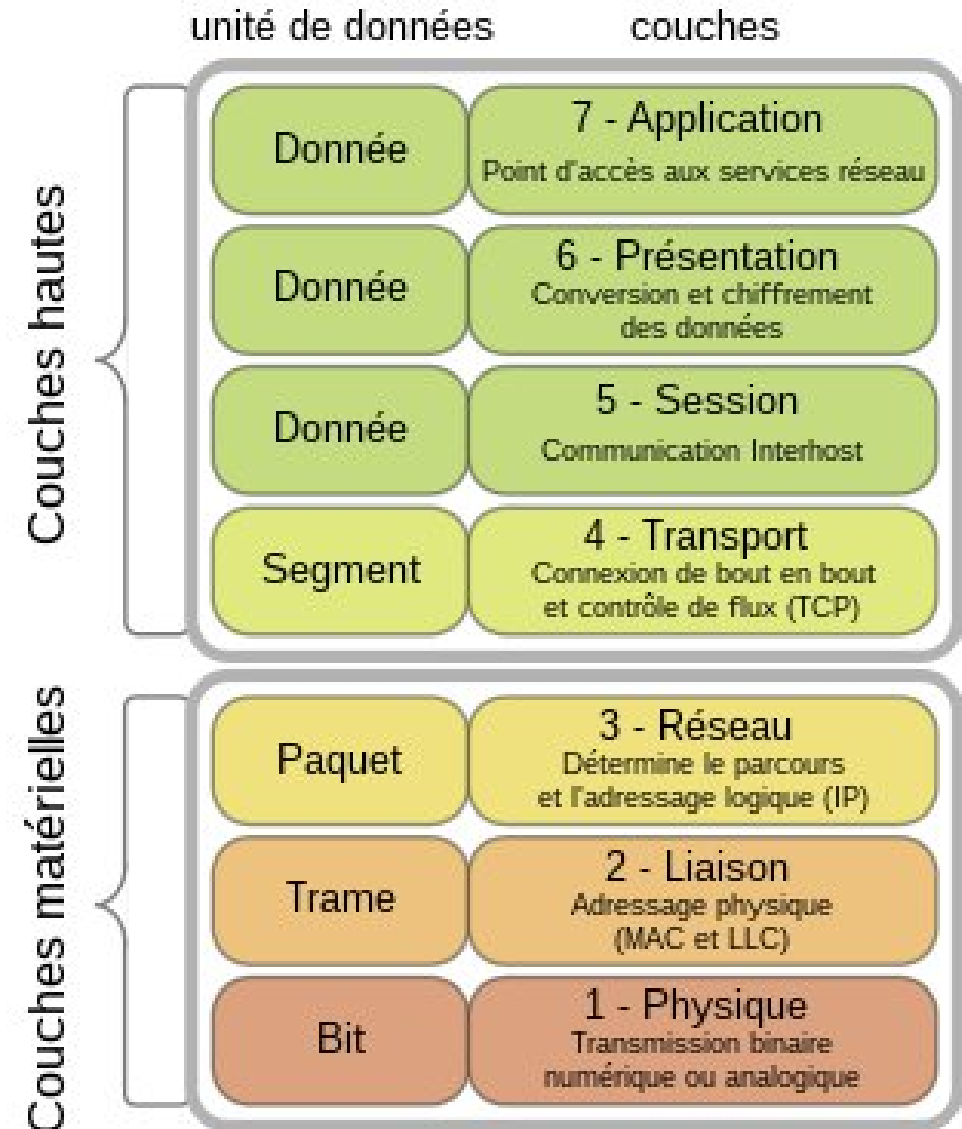 unité de données couches
Couches hautes
Donnée
7 - Application
Point d'accès aux services réseau
Donnée
6 - Présentation
Conversion et chiffrement
des données
Donnée
5 - Session
Communication Interhost
Segment
4 - Transport
Connexion de bout en bout
et contrôle de flux (TCP)
Couches matérielles
Paquet
3 - Réseau
Détermine le parcours
et l'adressage logique (IP)
Trame
2 - Liaison
Adressage physique
(MAC et LLC)
Bit
1 - Physique
Transmission binaire
numérique ou analogique